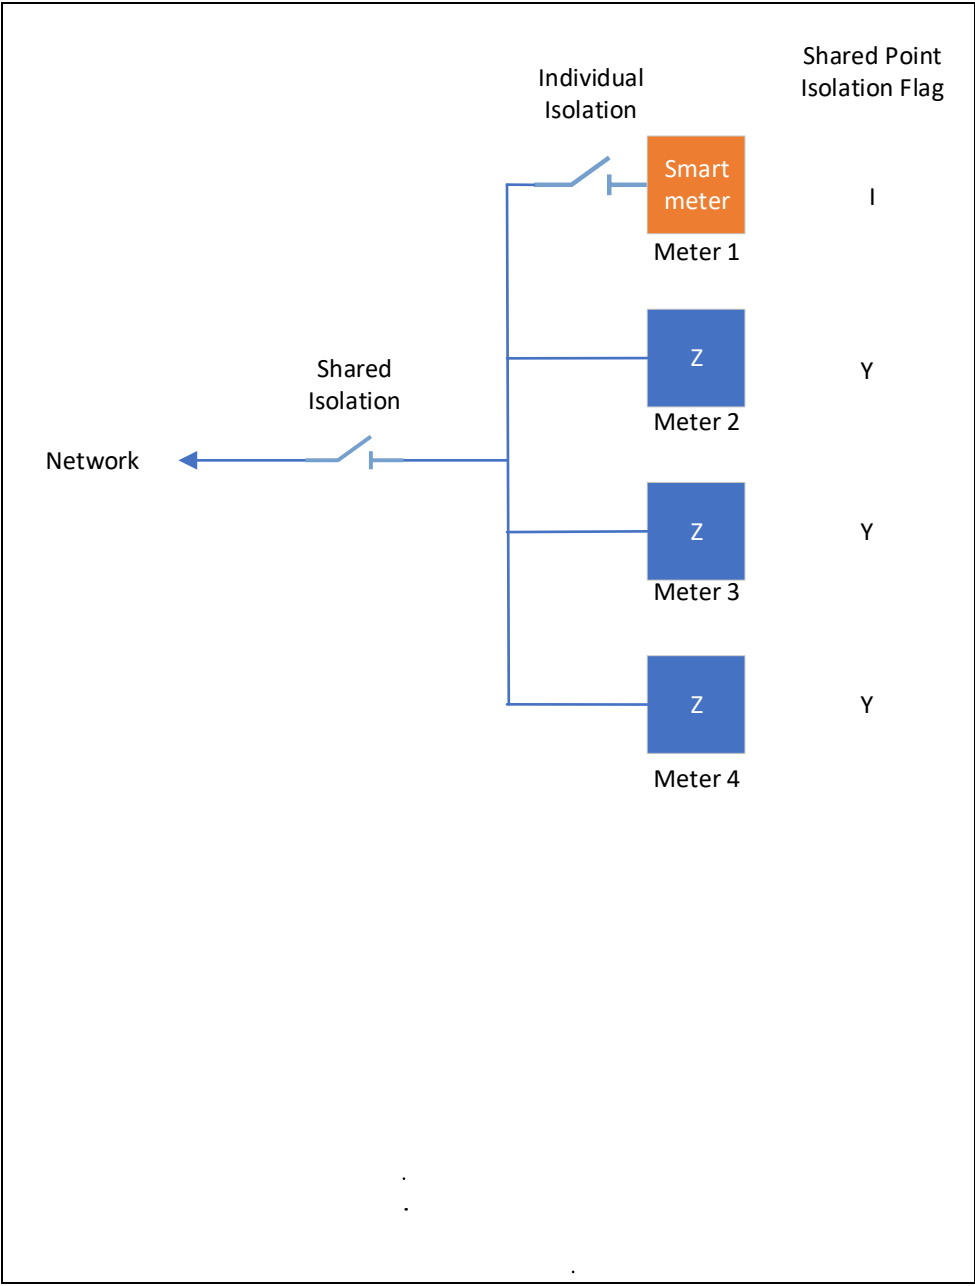 Shared Point
Isolation Flag
Individual
Isolation
Smart
meter
I
Meter 1
Z
Y
Meter 2
Shared
Isolation
Network
Z
Y
Meter 3
Z
Y
Meter 4
.
.
.